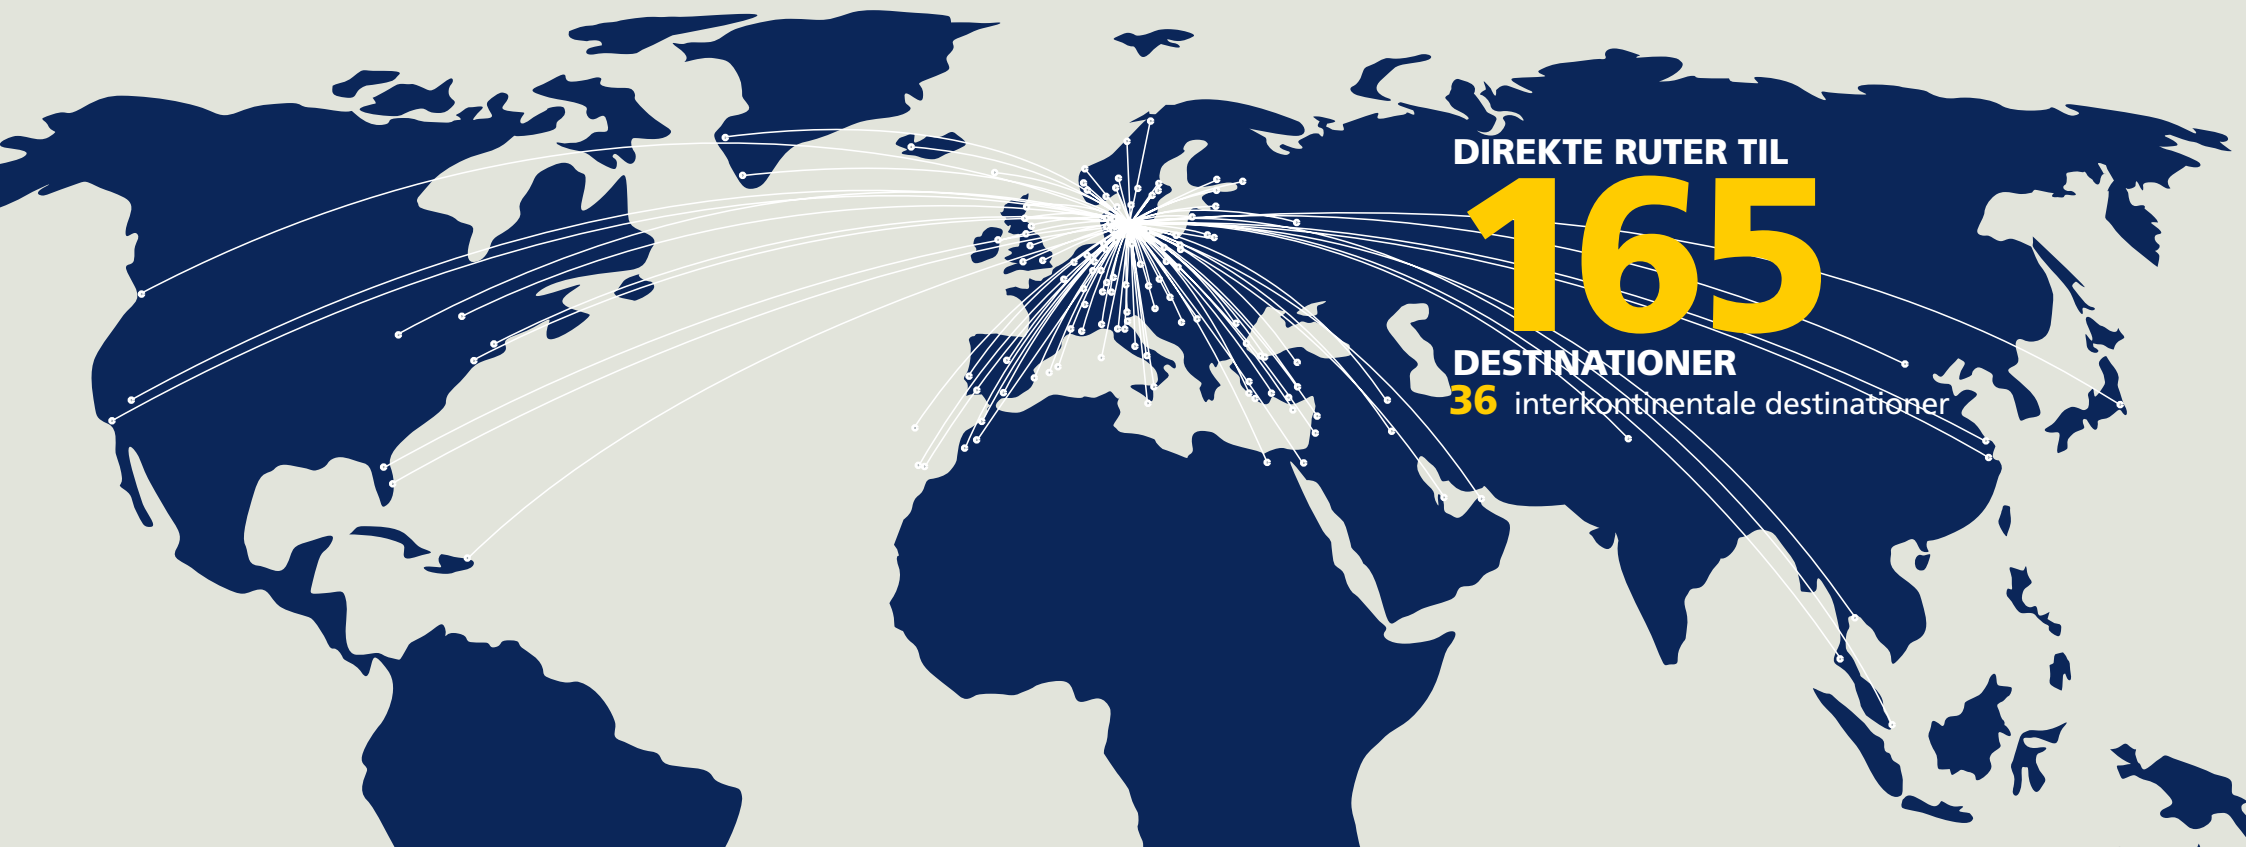 DIREKTE RUTER TIL
165
DESTINATIONER
36 interkontinentale destinationer